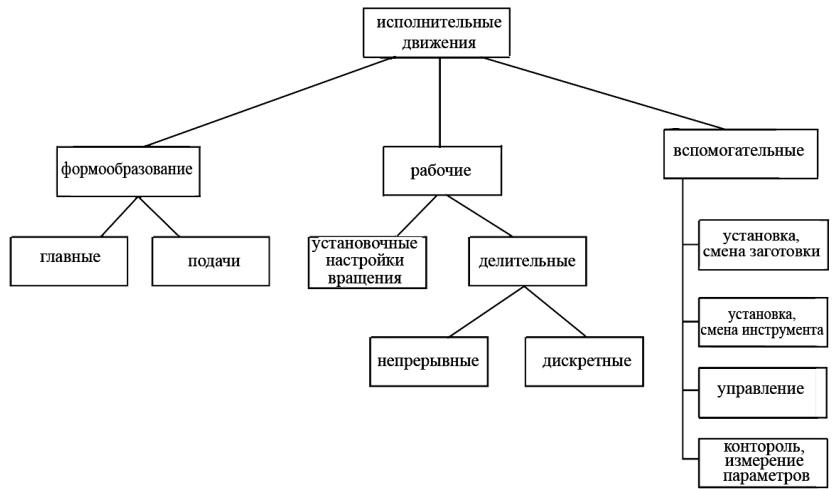 исполнительные
движения
формообразование
рабочие
вспомогательные
главные
подачи
установочные
настройки
вращения
делительные
непрерывные
дискретные
установка,
смена заготовки
установка,
смена инструмента
управление
контороль,
измерение
параметров